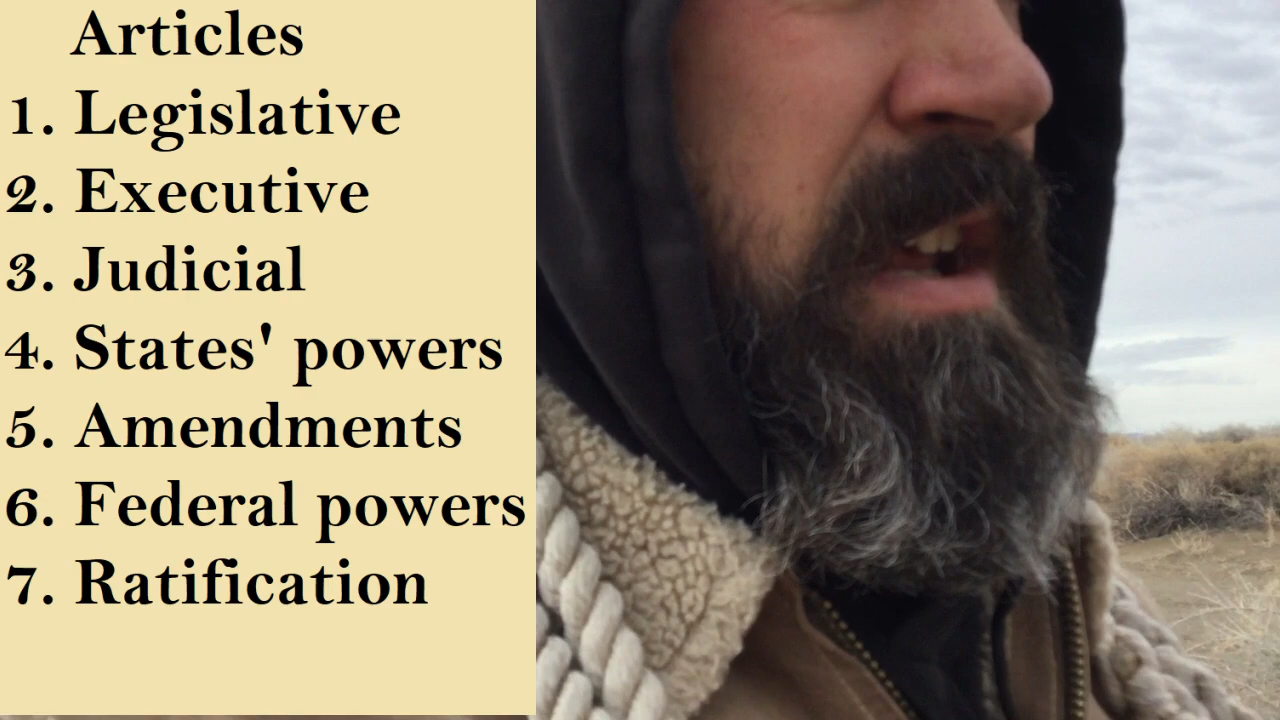 Articles
1. Legislative
2. Executive
3. Judicial
4. States' powers
5. Amendments
6. Federal powers
7. Ratification